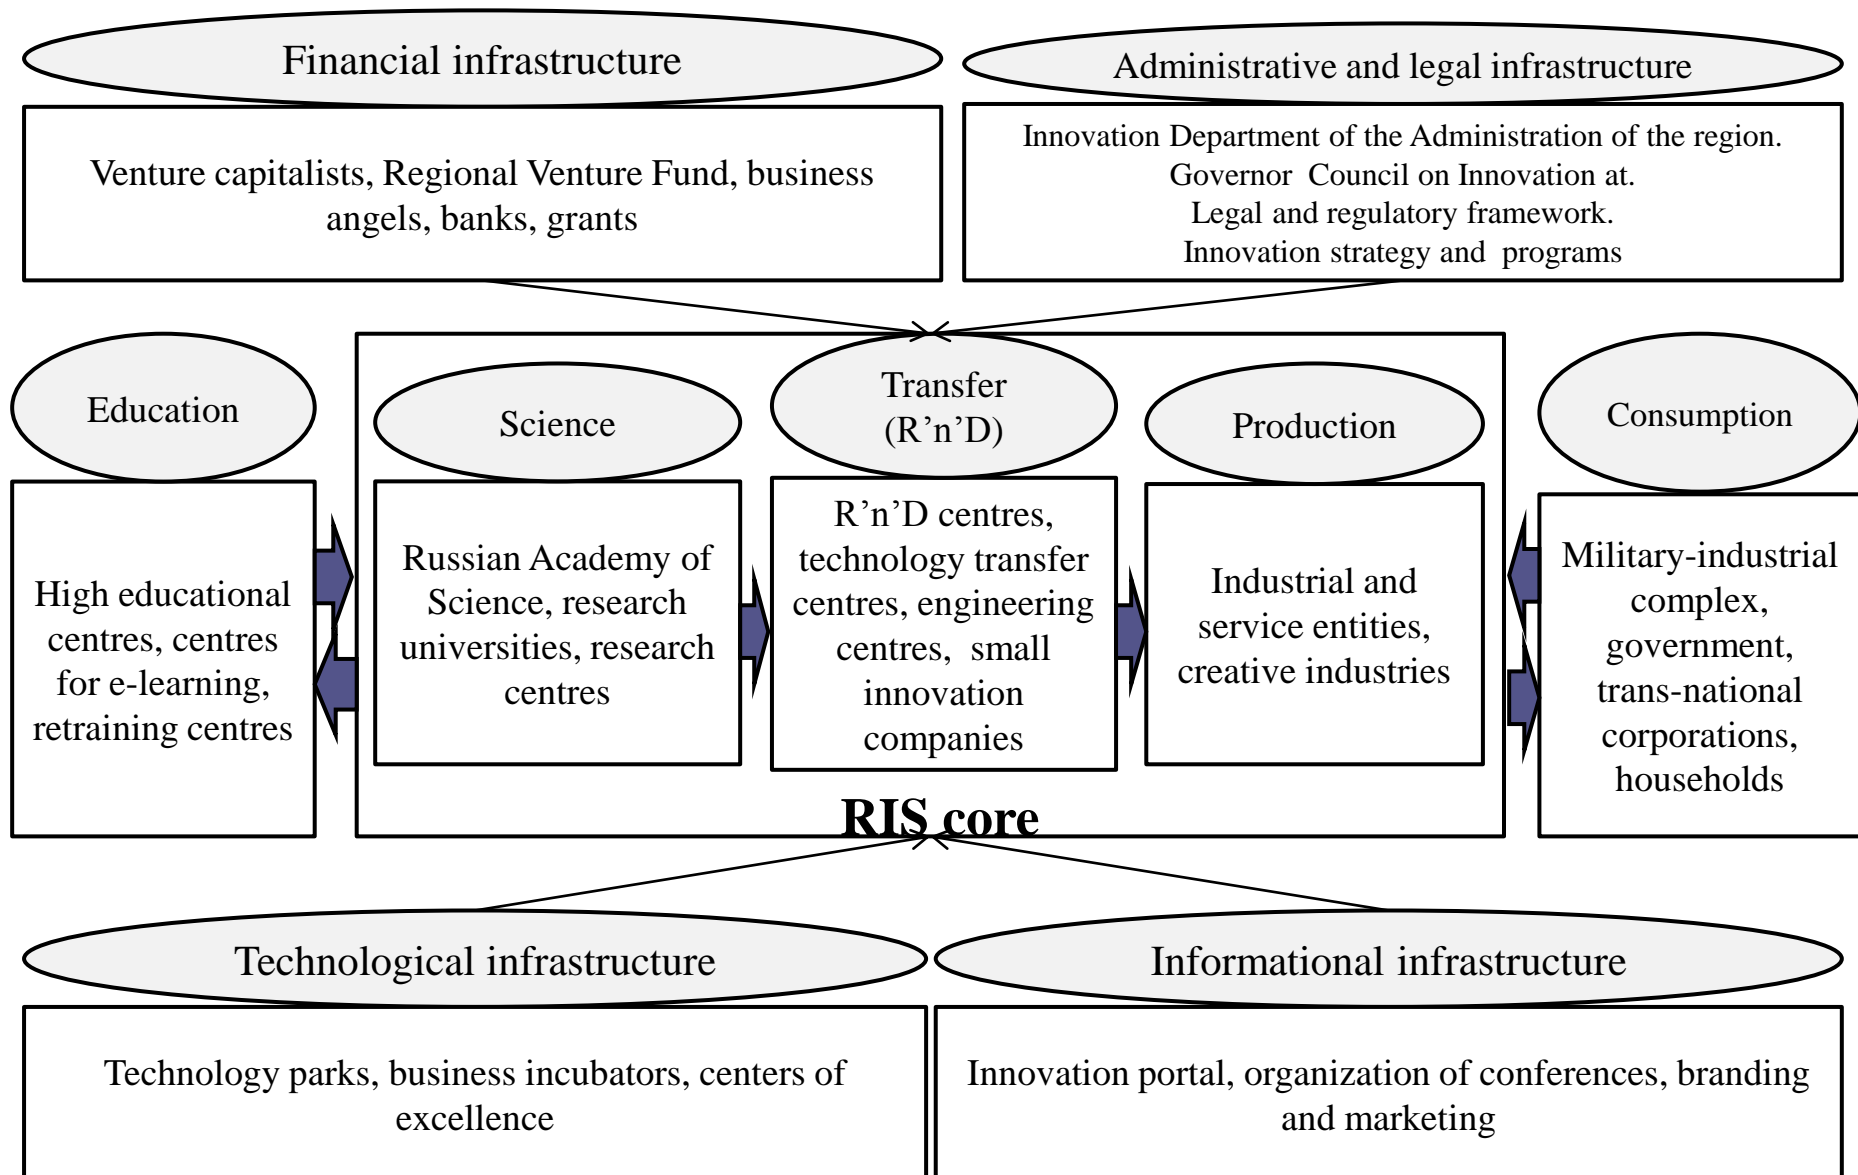 Financial infrastructure
Venture capitalists, Regional Venture Fund, business
angels, banks, grants
Administrative and legal infrastructure
Innovation Department of the Administration of the region.
Governor Council on Innovation at.
Legal and regulatory framework.
Innovation strategy and programs
Education
High educational
centres, centres
for e-learning,
retraining centres
Science
Russian Academy of
Science, research
universities, research
centres
Transfer
(R’n’D)
R’n’D centres,
technology transfer
centres, engineering
centres, small
innovation
companies
Production
Industrial and
service entities,
creative industries
RIS core
Consumption
Military-industrial
complex,
government,
trans-national
corporations,
households
Technological infrastructure
Technology parks, business incubators, centers of
excellence
Informational infrastructure
Innovation portal, organization of conferences, branding
and marketing